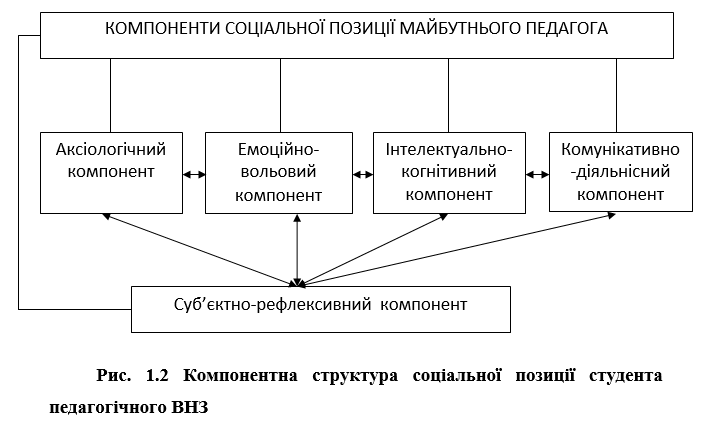 КОМПОНЕНТИ СОЦІАЛЬНОЇ ПОЗИЦІЇ МАЙБУТНЬОГО ПЕДАГОГА
Аксіологічний
компонент
Емоційно-
вольовий
компонент
Інтелектуально-
когнітивний
компонент
Комунікативно
-діяльнісний
компонент
Суб’єктно-рефлексивний компонент
Рис. 1.2 Компонентна структура соціальної позиції студента
педагогічного ВНЗ